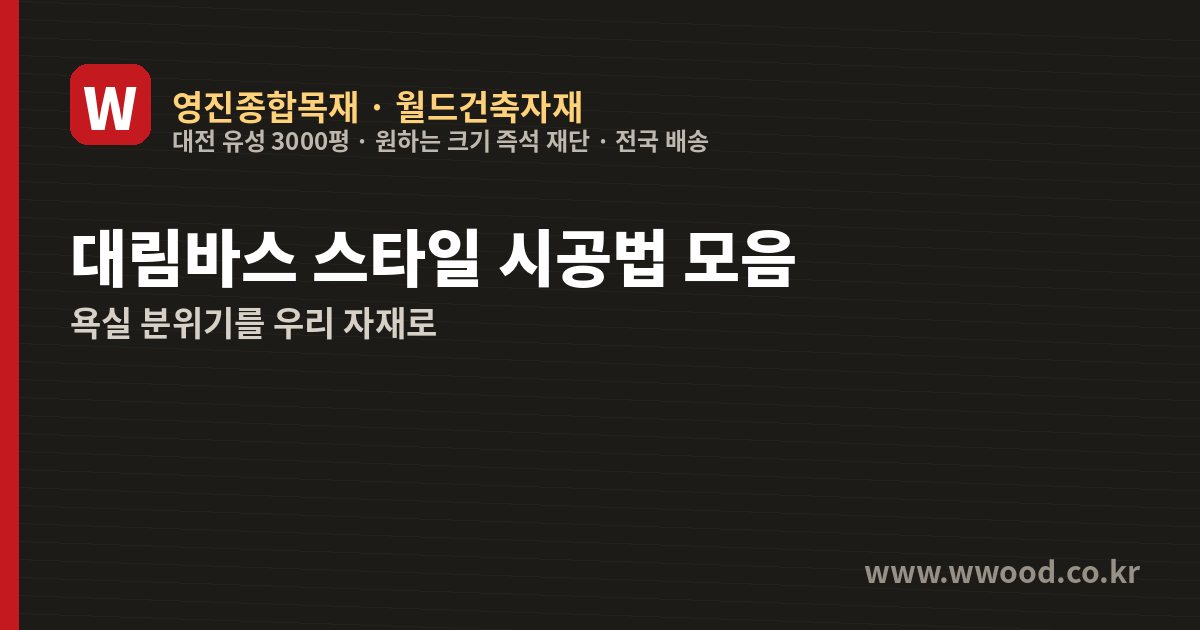 W
영진종합목재 · 월드건축자재
대전 유성 3000평 · 원하는 크기 즉석 재단 · 전국 배송
대림바스 스타일 시공법 모음
욕실 분위기를 우리 자재로
www.wwood.co.kr